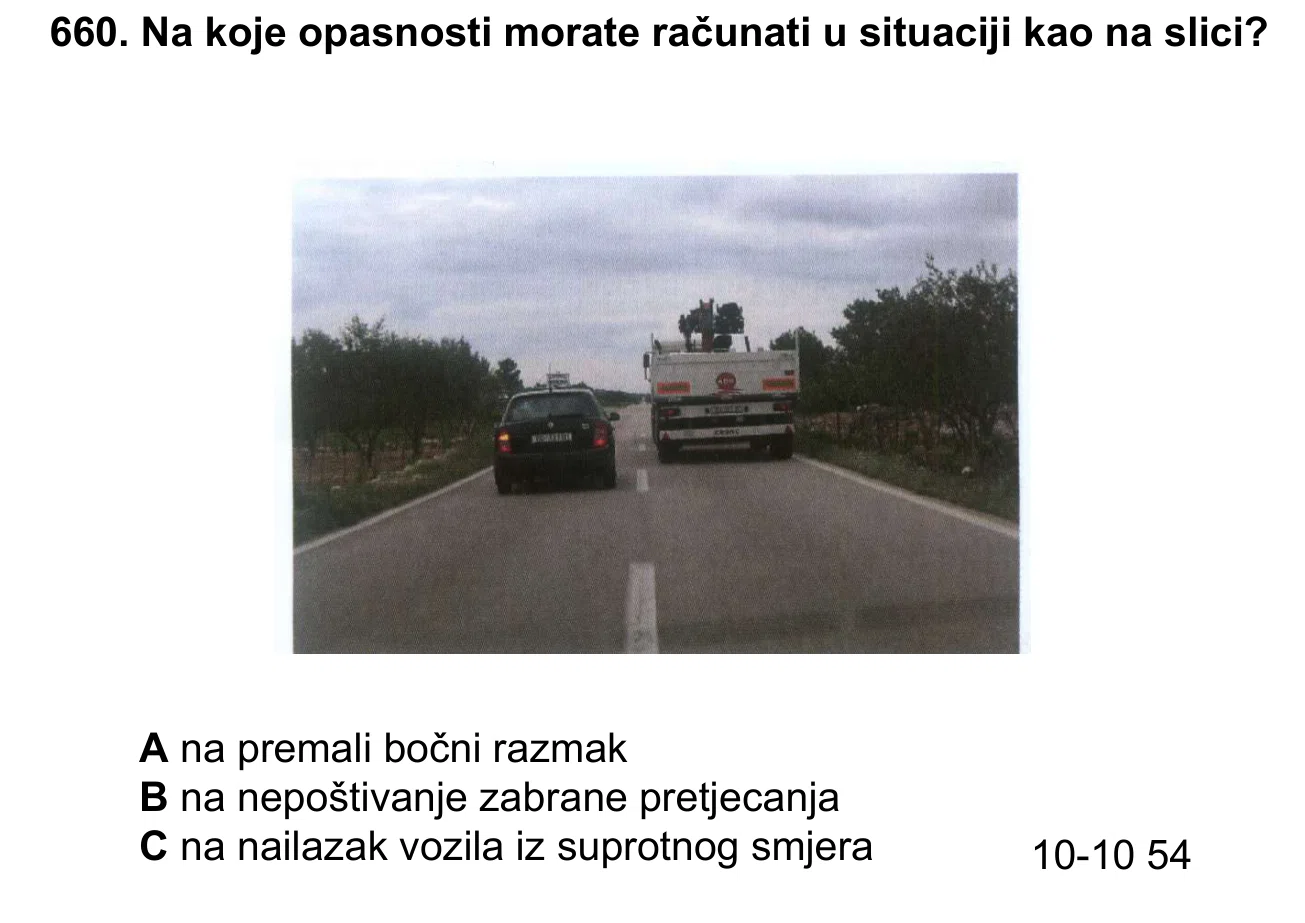 660. Na koje opasnosti morate računati u situaciji kao na slici?
A na premali bočni razmak
B na nepoštivanje zabrane pretjecanja
C na nailazak vozila iz suprotnog smjera
10-10 54